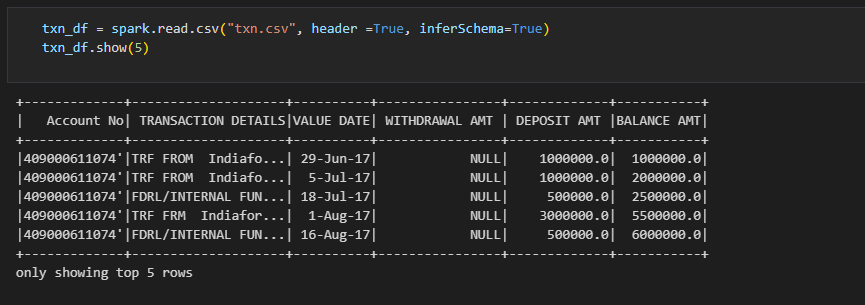 txn_df = spark.read.csv("txn.csv", header =True, inferSchema=True)
txn_df.show(5)
+-------------+--------------------+----------+----------------+-------------+-----------+
|   Account No| TRANSACTION DETAILS|VALUE DATE| WITHDRAWAL AMT | DEPOSIT AMT |BALANCE AMT|
+-------------+--------------------+----------+----------------+-------------+-----------+
|409000611074'|TRF FROM  Indiafo...| 29-Jun-17|            NULL|    1000000.0|  1000000.0|
|409000611074'|TRF FROM  Indiafo...|  5-Jul-17|            NULL|    1000000.0|  2000000.0|
|409000611074'|FDRL/INTERNAL FUN...| 18-Jul-17|            NULL|     500000.0|  2500000.0|
|409000611074'|TRF FRM  Indiafor...|  1-Aug-17|            NULL|    3000000.0|  5500000.0|
|409000611074'|FDRL/INTERNAL FUN...| 16-Aug-17|            NULL|     500000.0|  6000000.0|
+-------------+--------------------+----------+----------------+-------------+-----------+
only showing top 5 rows